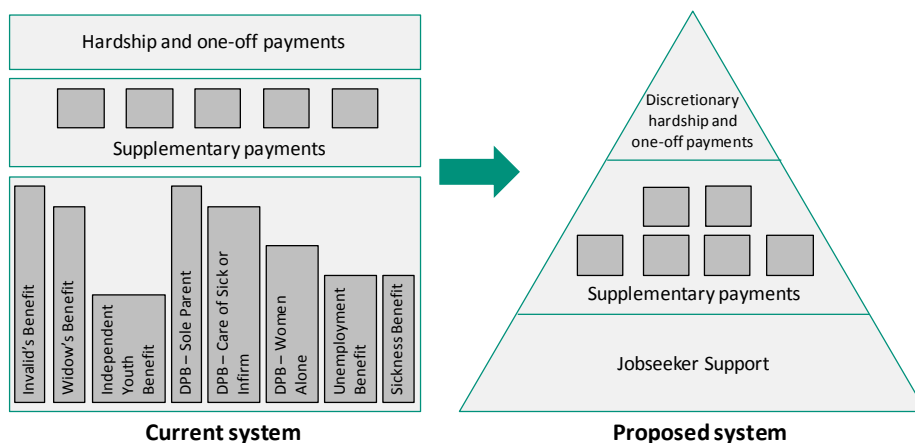 Hardship and one-off payments
Supplementary payments
Invalid's Benefit
Widow's Benefit
Independent
Youth
Benefit
DPB – Sole Parent
DPB – Care of Sick or
Infirm
DPB – Women
Alone
Unemployment
Benefit
Sickness Benefit
Current system
Discretionary
hardship and
one-off payments
Supplementary payments
Jobseeker Support
Proposed system